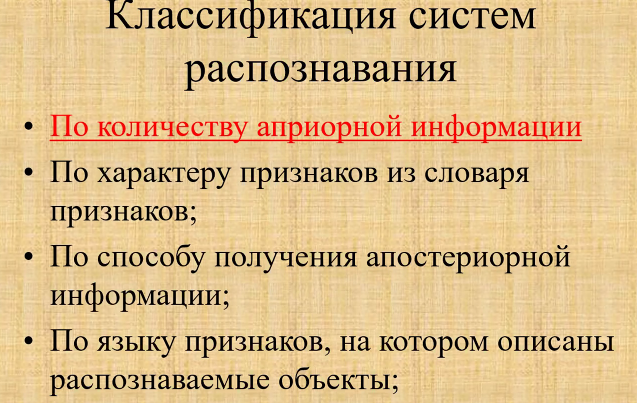 Классификация систем
распознавания
• По количеству априорной информации
• По характеру признаков из словаря
признаков;
• По способу получения апостериорной
информации;
• По языку признаков, на котором описаны
распознаваемые объекты;